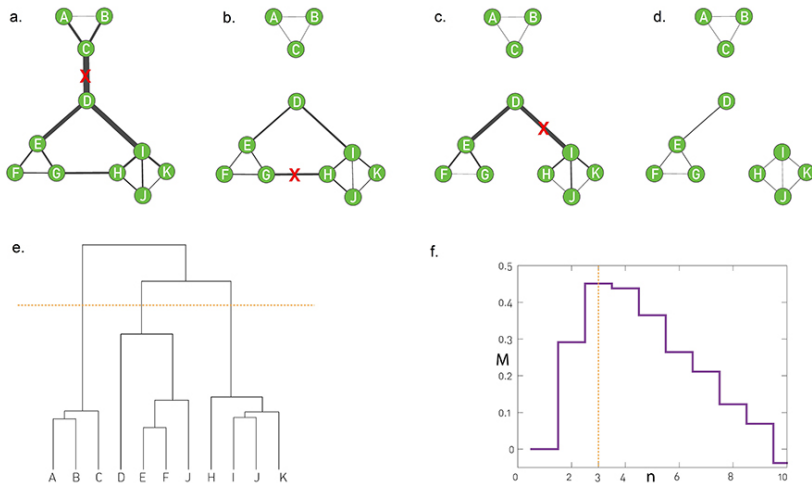 a.
A B
C
X
D
E
I
F G H K
J
b.
A B
C
D
E
I
F G X H K
J
c.
A B
C
D
X
E
I
F G H K
J
d.
A B
C
D
E
I
F G H K
J
e.
A B C D E F J H I J K
f.
0.5
0.4
0.3
M
0.2
0.1
0
0 2 3 4 n 6 8 10